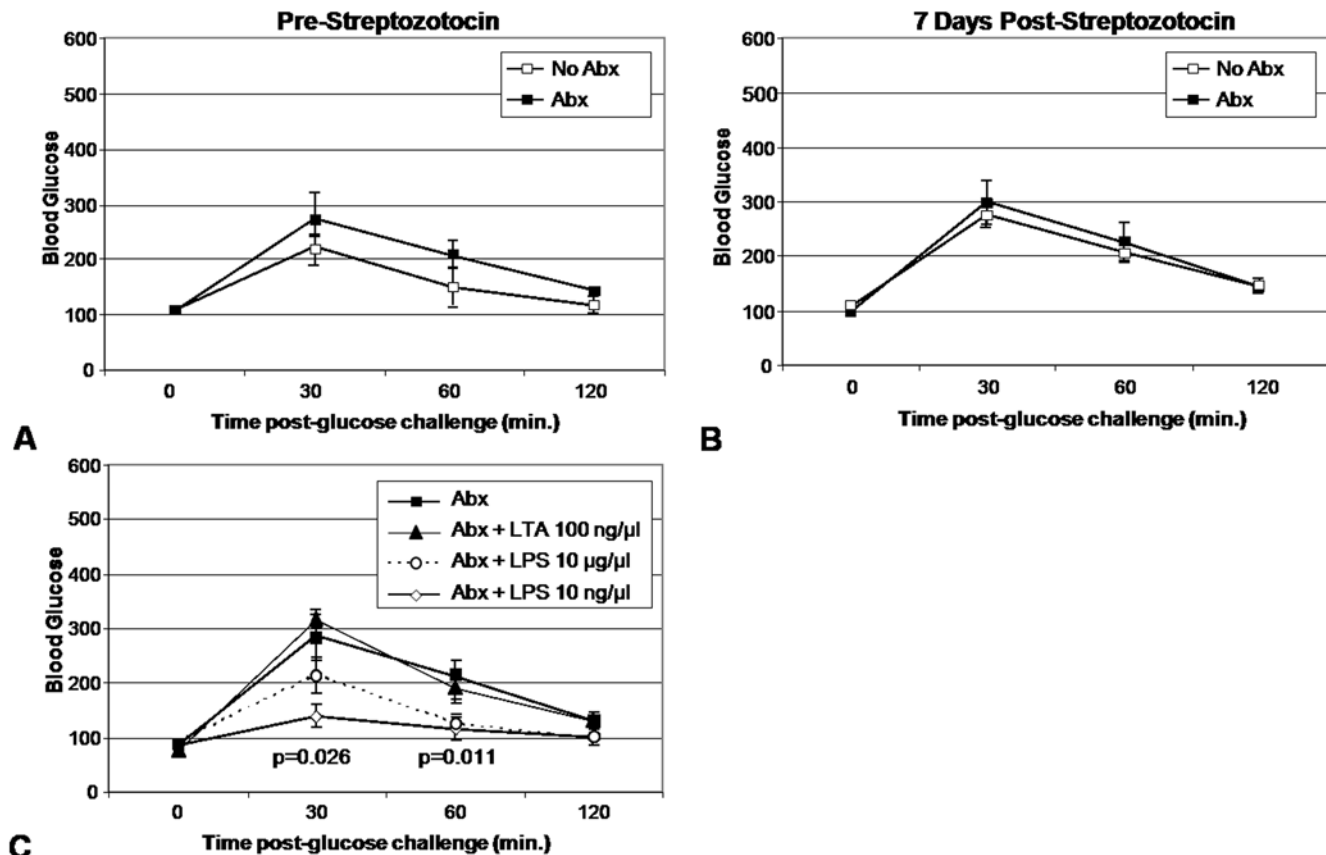 Pre-Streptozotocin
600
500
400
300
200
100
0
Blood Glucose
No Abx
Abx
0 30 60 120
Time post-glucose challenge (min.)
A
7 Days Post-Streptozotocin
600
500
400
300
200
100
0
Blood Glucose
No Abx
Abx
0 30 60 120
Time post-glucose challenge (min.)
B
600
500
400
300
200
100
0
Blood Glucose
Abx
Abx + LTA 100 ng/µl
Abx + LPS 10 µg/µl
Abx + LPS 10 ng/µl
p=0.026 p=0.011
0 30 60 120
Time post-glucose challenge (min.)
C